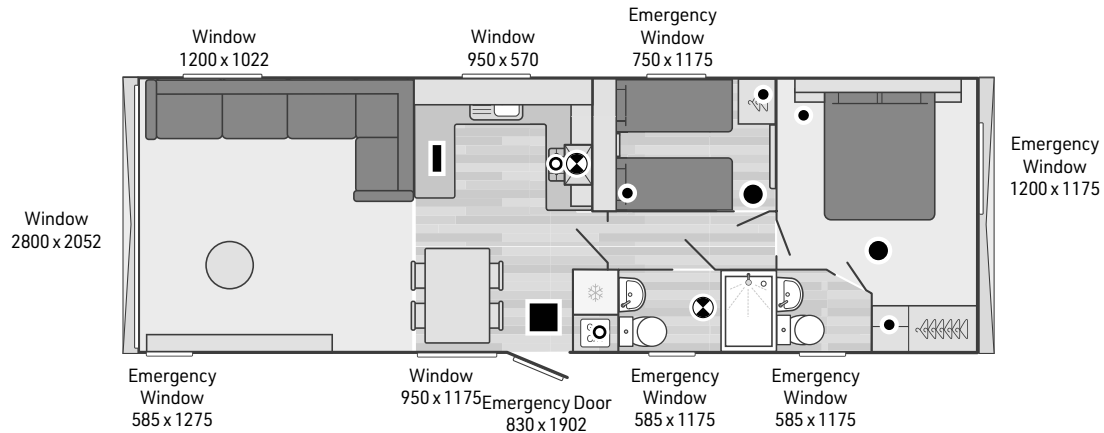 Window
1200 x 1022
Window
950 x 570
Emergency
Window
750 x 1175
Emergency
Window
1200 x 1175
Window
2800 x 2052
Emergency
Window
585 x 1275
Window
950 x 1175
Emergency Door
830 x 1902
Emergency
Window
585 x 1175
Emergency
Window
585 x 1175